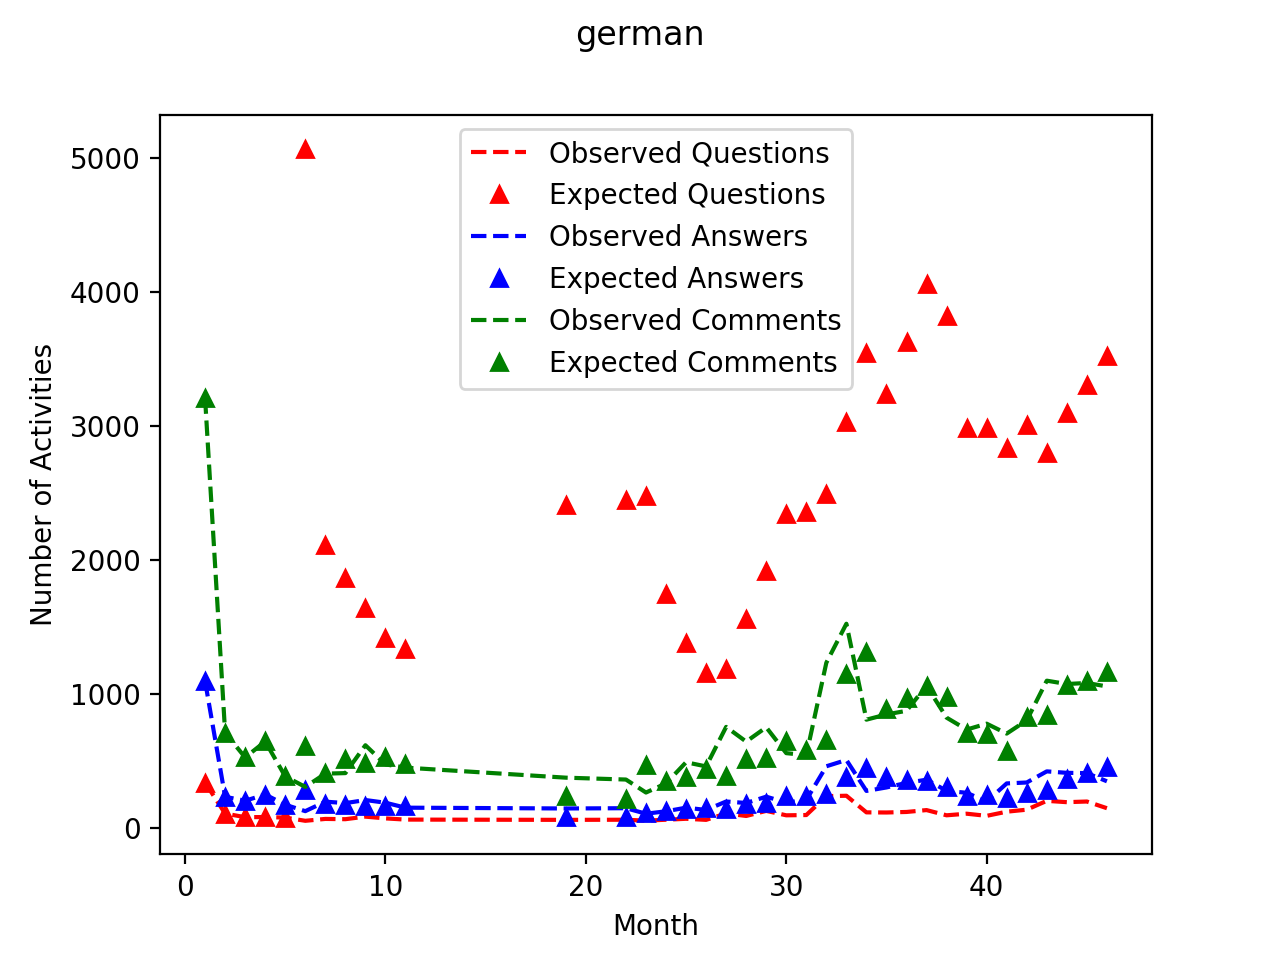 german
Observed Questions
Expected Questions
Observed Answers
Expected Answers
Observed Comments
Expected Comments
Number of Activities
5000
4000
3000
2000
1000
0
0 10 20 30 40
Month